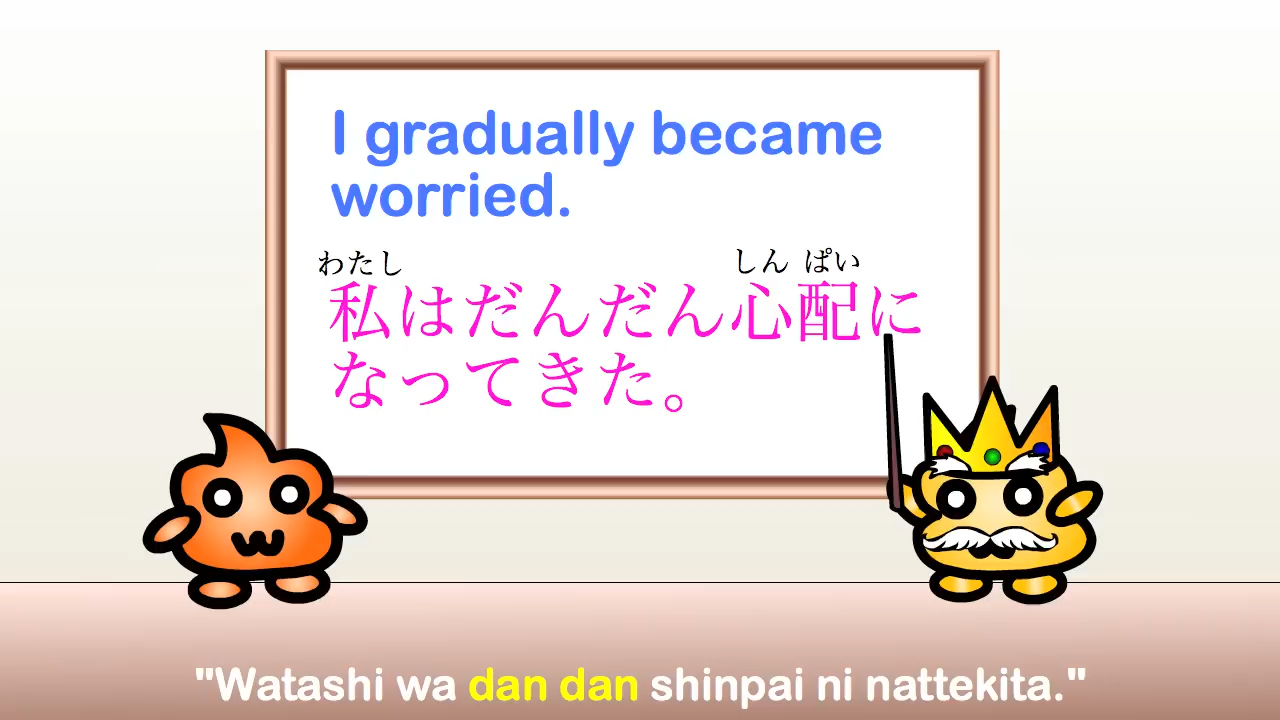 I gradually became
worried.
わたし しんぱい
私はだんだん心配に
なってきた。
"Watashi wa dan dan shinpai ni nattekita."